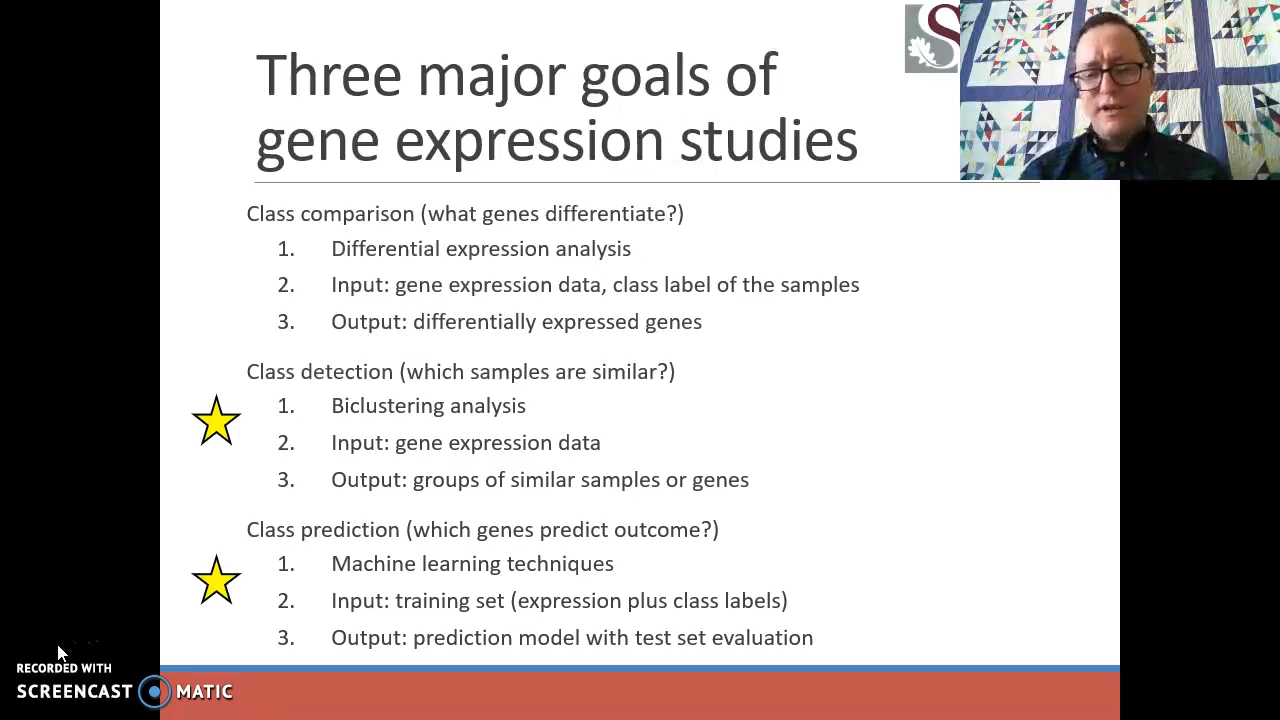 Three major goals of
gene expression studies
S
Class comparison (what genes differentiate?)
1. Differential expression analysis
2. Input: gene expression data, class label of the samples
3. Output: differentially expressed genes
Class detection (which samples are similar?)
1. Biclustering analysis
2. Input: gene expression data
3. Output: groups of similar samples or genes
Class prediction (which genes predict outcome?)
1. Machine learning techniques
2. Input: training set (expression plus class labels)
3. Output: prediction model with test set evaluation
RECORDED WITH
SCREENCAST MATIC